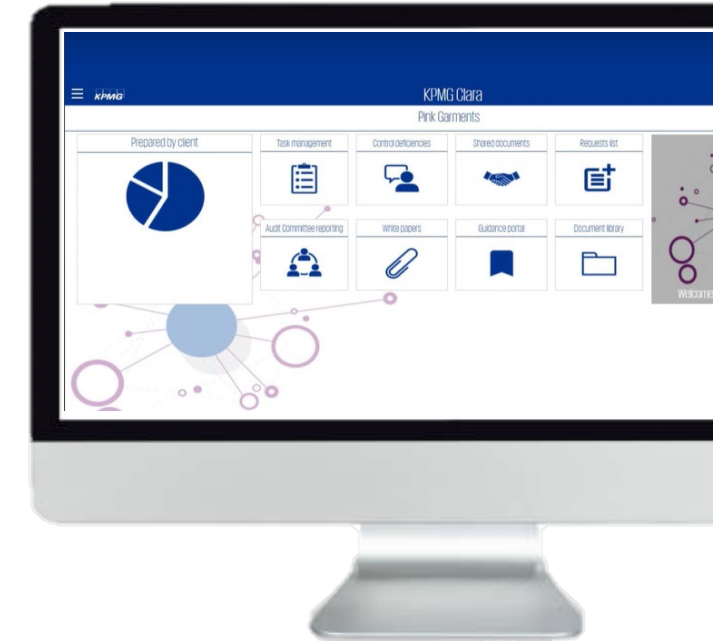 KPMG
KPMG Clara
Pink Garments
Prepared by client
Task management
Control deficiencies
Shared documents
Requests list
Audit Committee reporting
White papers
Guidance portal
Document library
Welcome